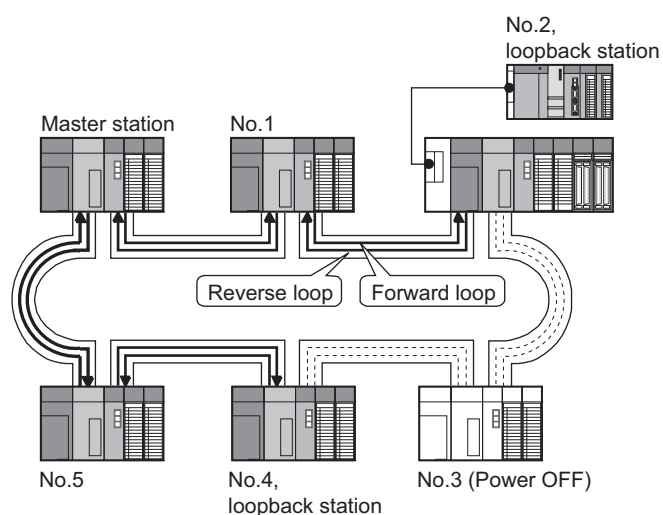 No.2,
loopback station
Master station
No.1
Reverse loop
Forward loop
No.5
No.4,
loopback station
No.3 (Power OFF)